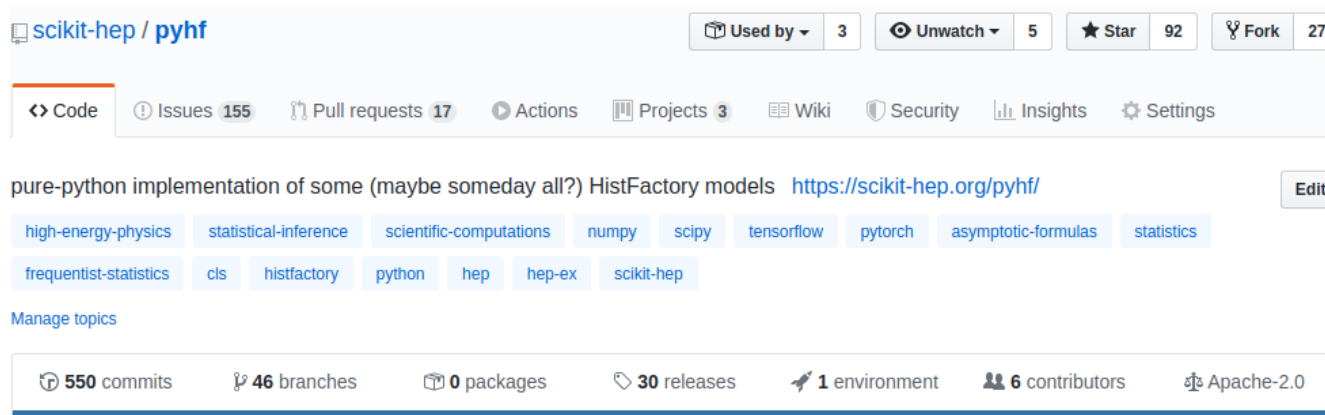 scikit-hep / pyhf Used by 3 Unwatch 5 Star 92 Fork 27
Code Issues 155 Pull requests 17 Actions Projects 3 Wiki Security Insights Settings
pure-python implementation of some (maybe someday all?) HistFactory models https://scikit-hep.org/pyhf/ Edit
high-energy-physics statistical-inference scientific-computations numpy scipy tensorflow pytorch asymptotic-formulas statistics
frequentist-statistics cls histfactory python hep hep-ex scikit-hep
Manage topics
550 commits 46 branches 0 packages 30 releases 1 environment 6 contributors Apache-2.0